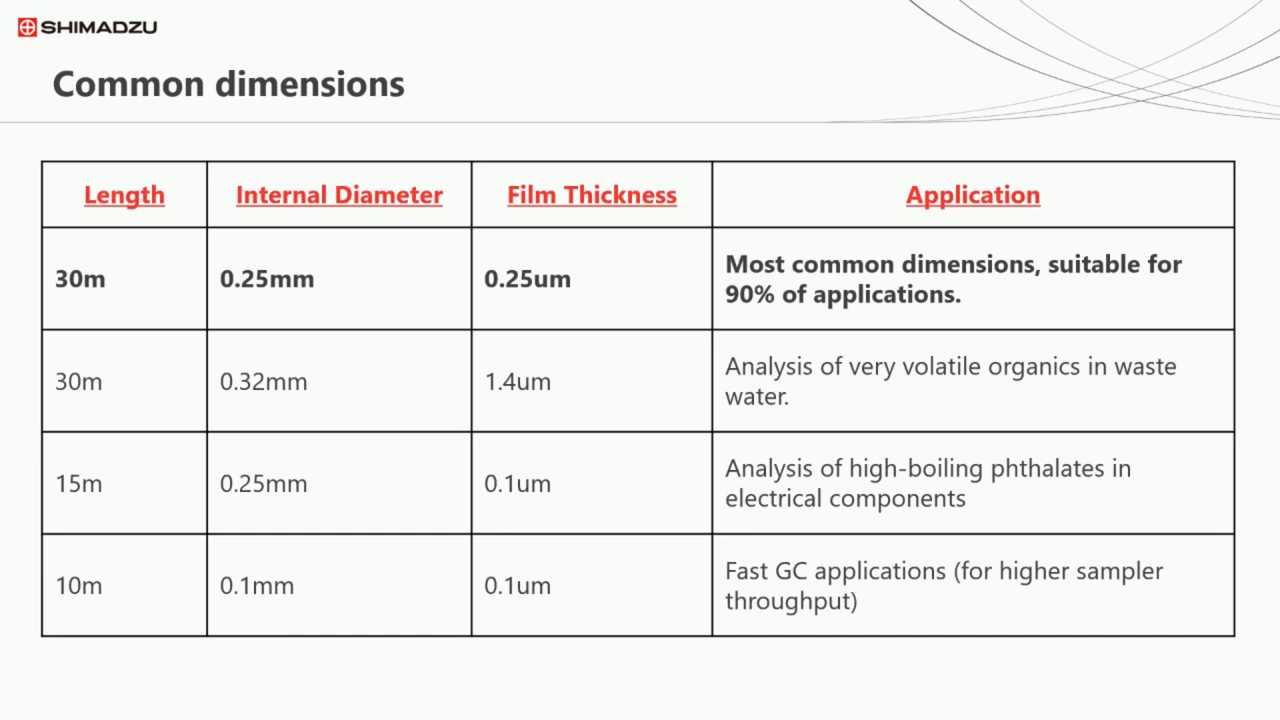 SHIMADZU
Common dimensions
Length Internal Diameter Film Thickness Application
30m 0.25mm 0.25um Most common dimensions, suitable for
90% of applications.
30m 0.32mm 1.4um Analysis of very volatile organics in waste
water.
15m 0.25mm 0.1um Analysis of high-boiling phthalates in
electrical components
10m 0.1mm 0.1um Fast GC applications (for higher sampler
throughput)